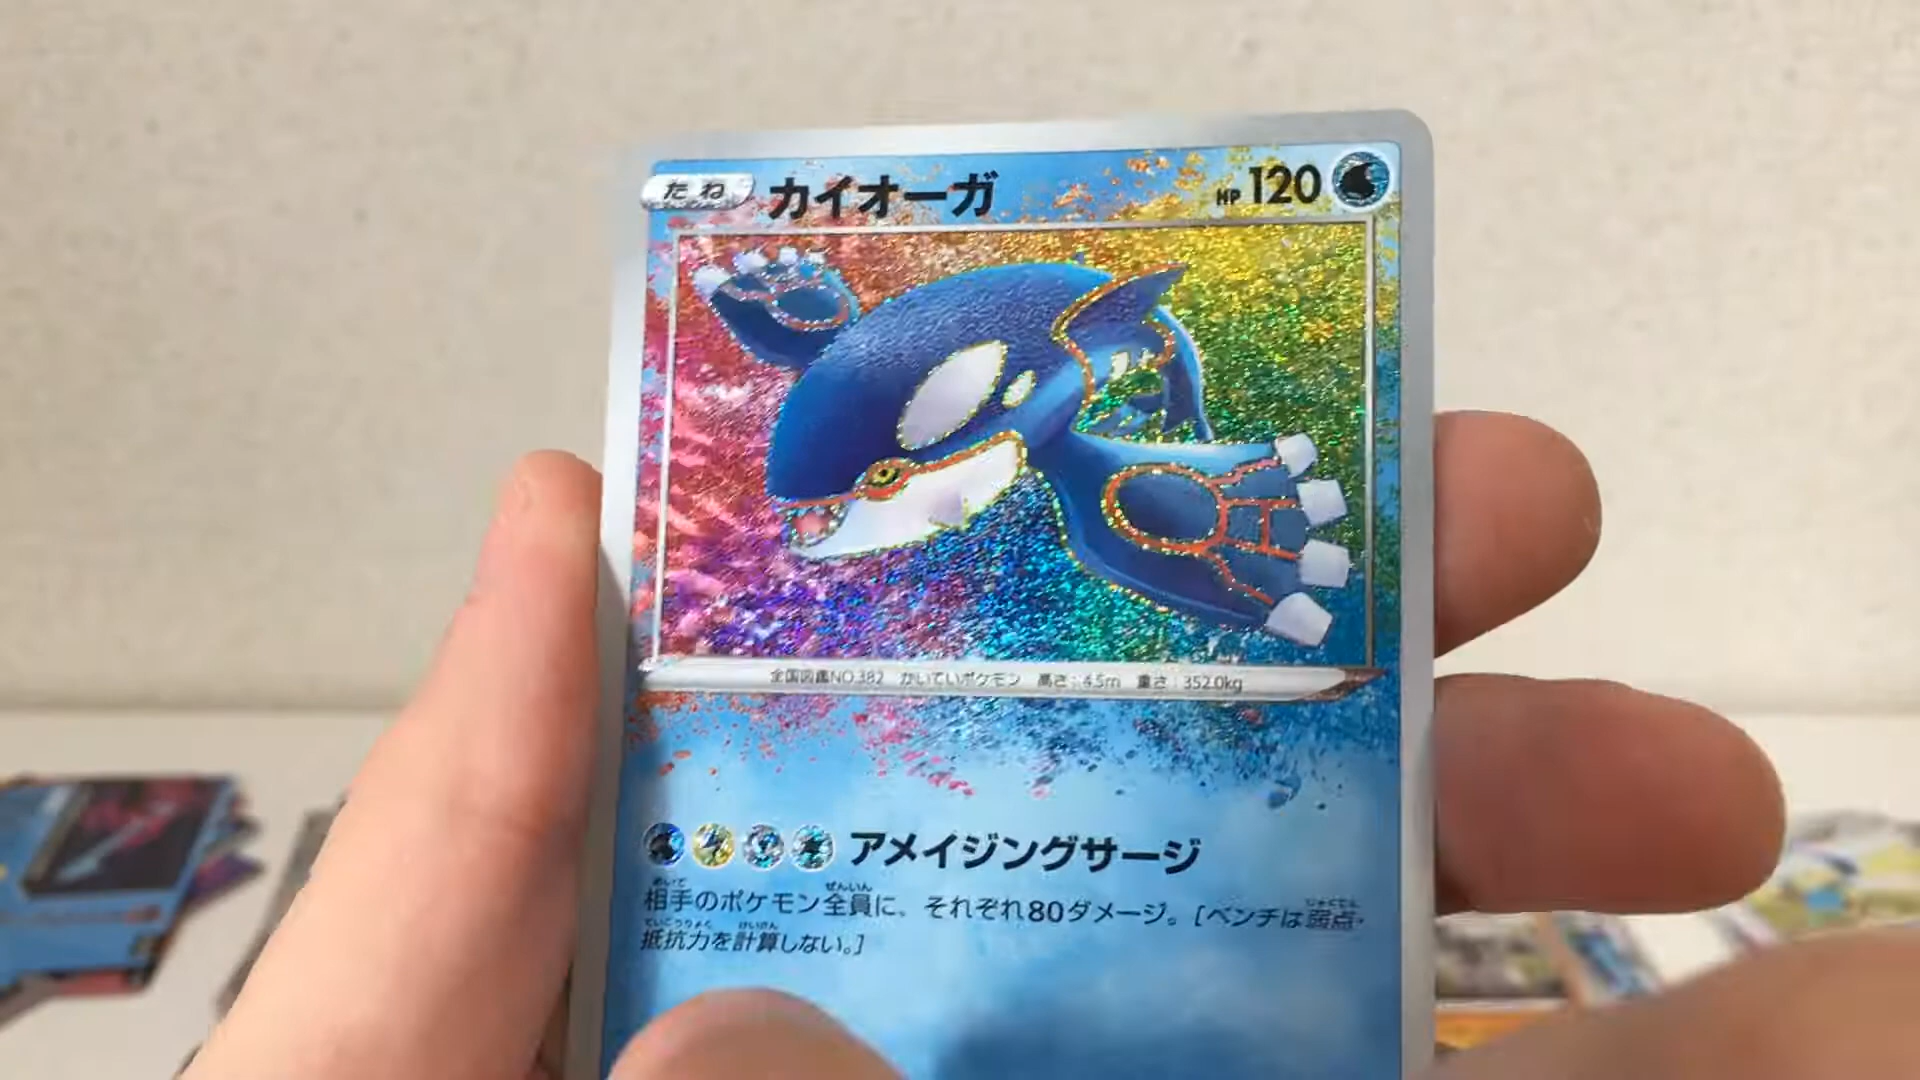 たね カイオーガ HP 120
全国図鑑NO.382 かいていポケモン 高さ:4.5m 重さ:352.0kg
アメイジングサージ
相手のポケモン全員に、それぞれ80ダメージ。[ベンチは弱点・
抵抗力を計算しない。]